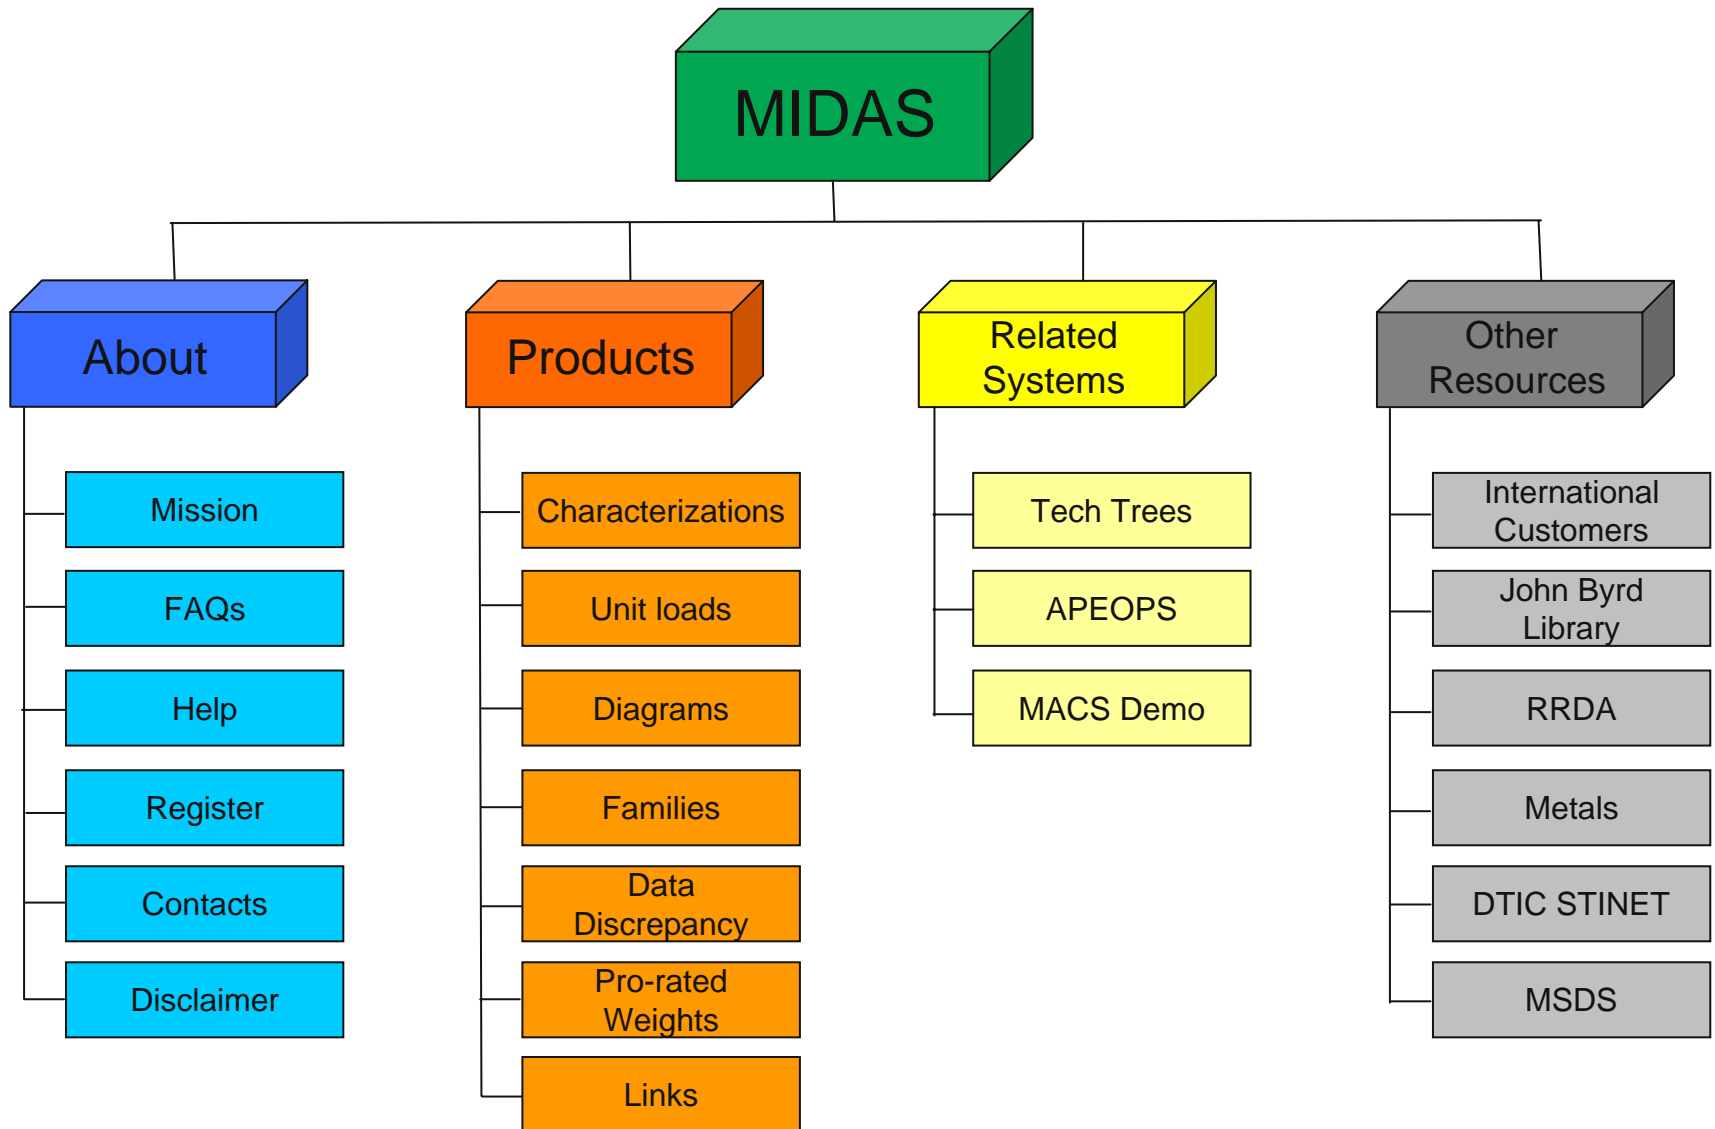 MIDAS
About
Mission
FAQs
Help
Register
Contacts
Disclaimer
Products
Characterizations
Unit loads
Diagrams
Families
Data
Discrepancy
Pro-rated
Weights
Links
Related
Systems
Tech Trees
APEOPS
MACS Demo
Other
Resources
International
Customers
John Byrd
Library
RRDA
Metals
DTIC STINET
MSDS